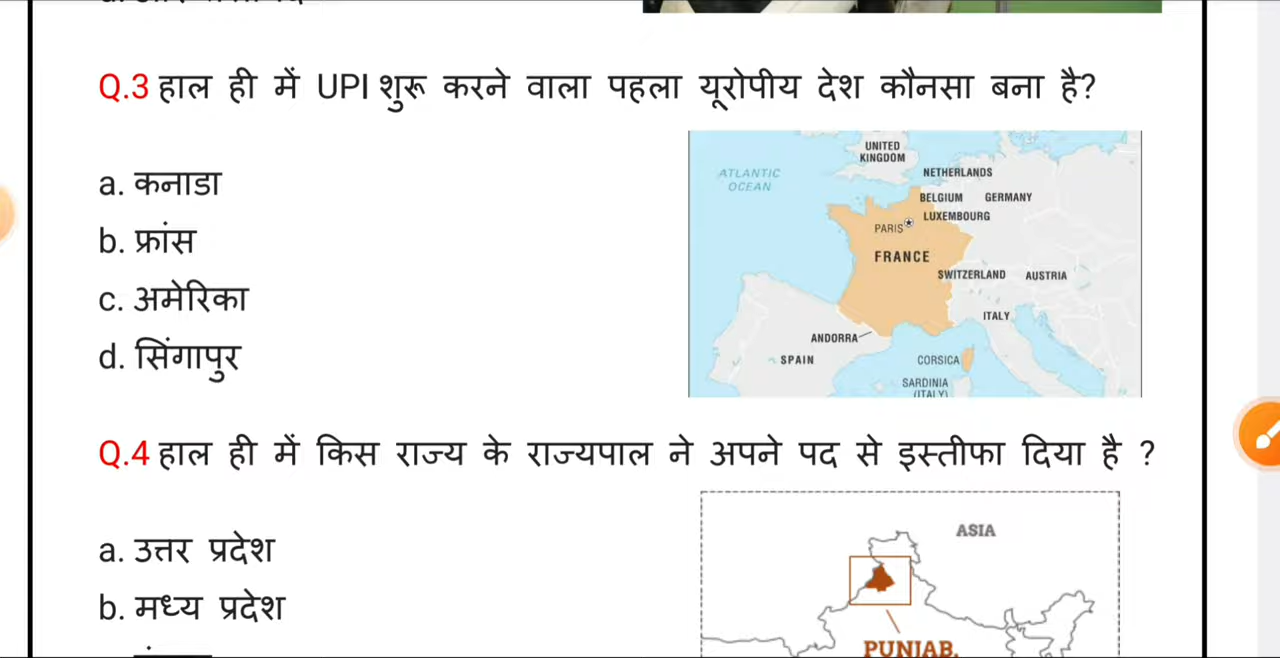 Q.3 हाल ही में UPI शुरू करने वाला पहला यूरोपीय देश कौनसा बना है?
a. कनाडा
b. फ्रांस
c. अमेरिका
d. सिंगापुर
UNITED
KINGDOM
ATLANTIC
OCEAN
NETHERLANDS
BELGIUM
GERMANY
LUXEMBOURG
PARIS
FRANCE
SWITZERLAND
AUSTRIA
ITALY
ANDORRA
SPAIN
CORSICA
SARDINIA
(ITALY)
Q.4 हाल ही में किस राज्य के राज्यपाल ने अपने पद से इस्तीफा दिया है ?
a. उत्तर प्रदेश
b. मध्य प्रदेश
ASIA
PUNJAB,